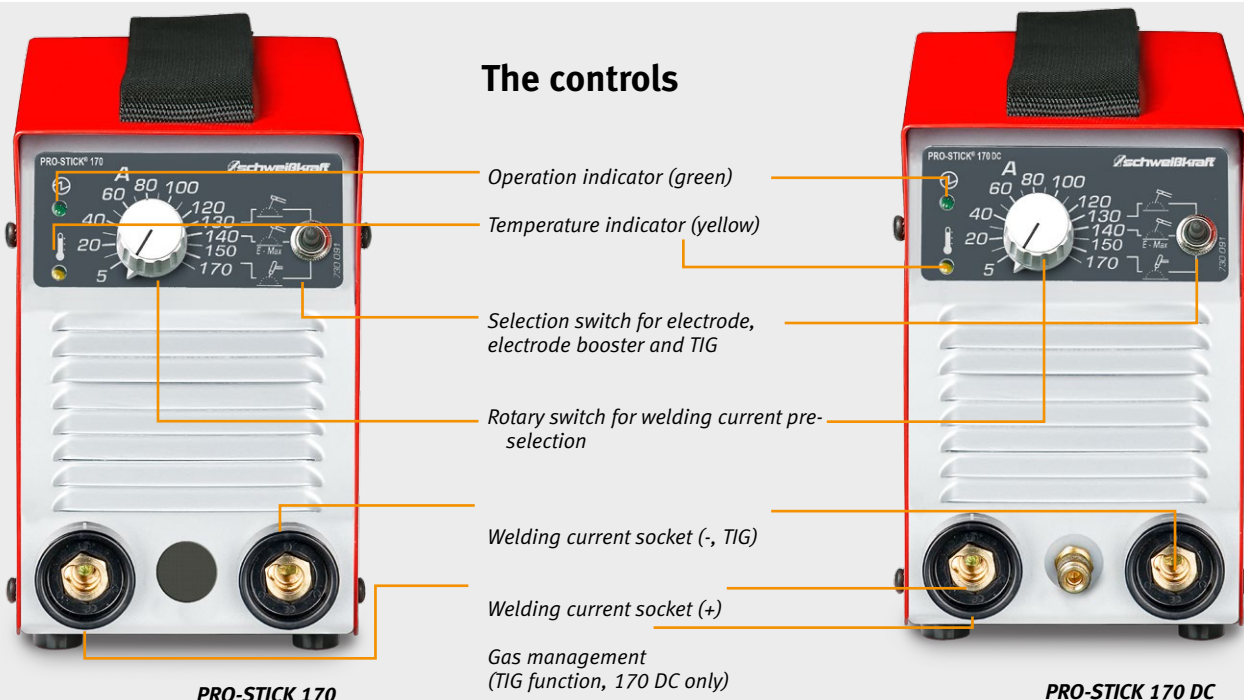 The controls
PRO-STICK® 170
schweißkraft
A
5
20
40
60
80
100
120
130
140
150
170
E - Max
730 091
Operation indicator (green)
Temperature indicator (yellow)
Selection switch for electrode,
electrode booster and TIG
Rotary switch for welding current pre-
selection
Welding current socket (-, TIG)
Welding current socket (+)
Gas management
(TIG function, 170 DC only)
PRO-STICK 170
PRO-STICK® 170 DC
schweißkraft
A
5
20
40
60
80
100
120
130
140
150
170
E - Max
730 091
PRO-STICK 170 DC